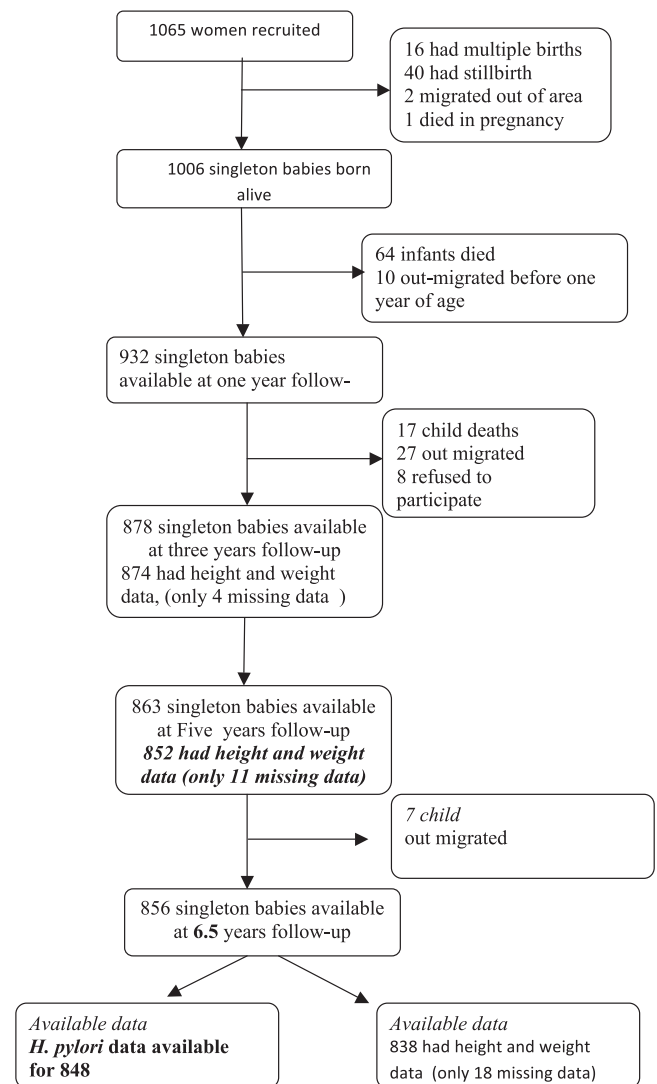 1065 women recruited
16 had multiple births
40 had stillbirth
2 migrated out of area
1 died in pregnancy
1006 singleton babies born
alive
64 infants died
10 out-migrated before one
year of age
932 singleton babies
available at one year follow-
17 child deaths
27 out migrated
8 refused to
participate
878 singleton babies available
at three years follow-up
874 had height and weight
data, (only 4 missing data )
863 singleton babies available
at Five years follow-up
852 had height and weight
data (only 11 missing data)
7 child
out migrated
856 singleton babies available
at 6.5 years follow-up
Available data
H. pylori data available
for 848
Available data
838 had height and weight
data (only 18 missing data)